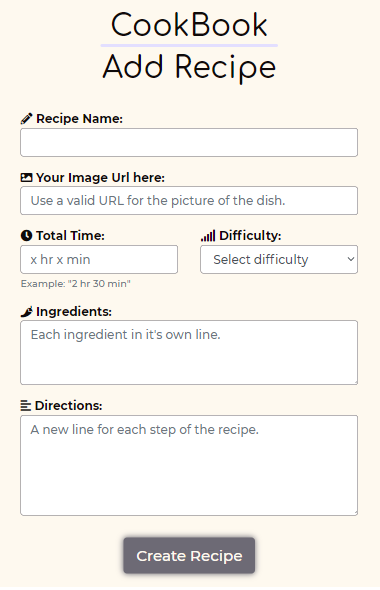 CookBook
Add Recipe
Recipe Name:
Your Image Url here:
Use a valid URL for the picture of the dish.
Total Time: Difficulty:
x hr x min Select difficulty
Example: "2 hr 30 min"
Ingredients:
Each ingredient in it's own line.
Directions:
A new line for each step of the recipe.
Create Recipe